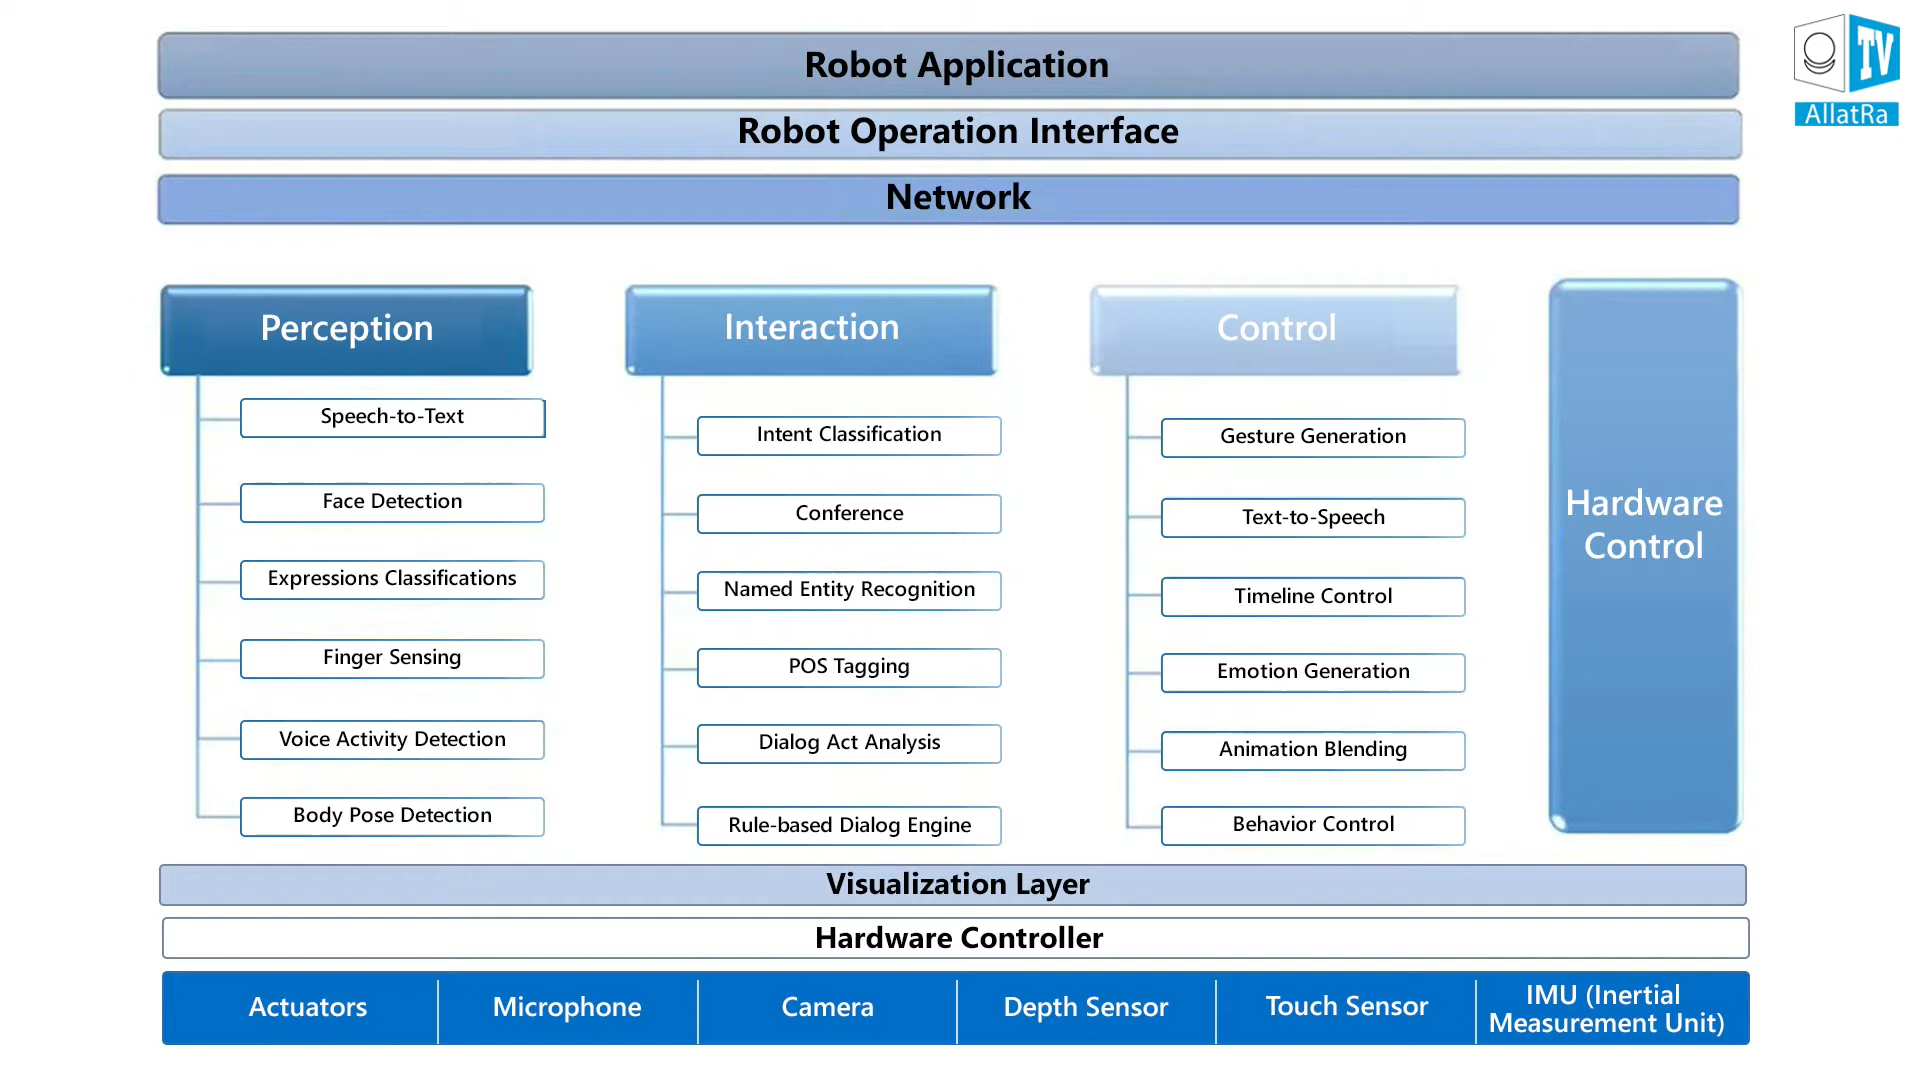 Robot Application
TV
AllatRa
Robot Operation Interface
Network
Perception
Speech-to-Text
Face Detection
Expressions Classifications
Finger Sensing
Voice Activity Detection
Body Pose Detection
Interaction
Intent Classification
Conference
Named Entity Recognition
POS Tagging
Dialog Act Analysis
Rule-based Dialog Engine
Control
Gesture Generation
Text-to-Speech
Timeline Control
Emotion Generation
Animation Blending
Behavior Control
Hardware
Control
Visualization Layer
Hardware Controller
Actuators
Microphone
Camera
Depth Sensor
Touch Sensor
IMU (Inertial
Measurement Unit)